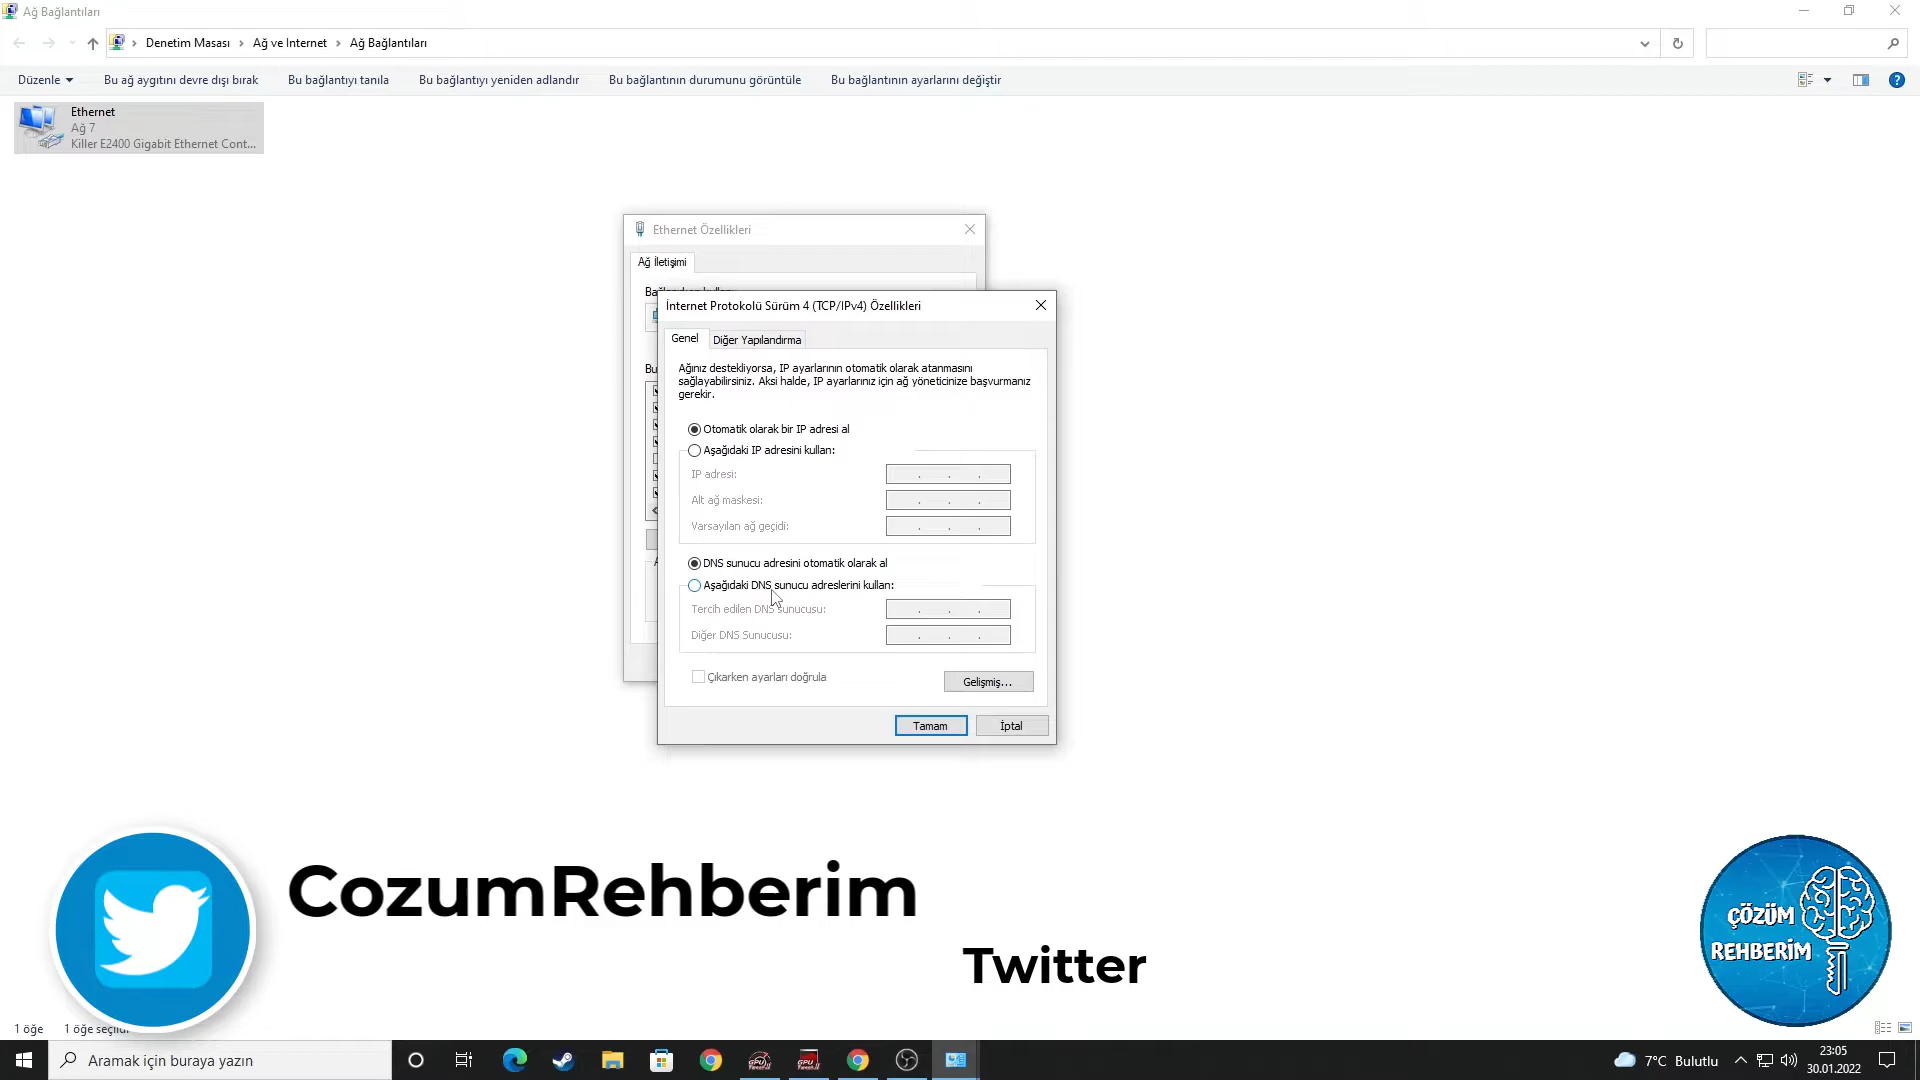 Ağ Bağlantıları
Denetim Masası > Ağ ve Internet > Ağ Bağlantıları
Düzenle
Bu ağ aygıtını devre dışı bırak
Bu bağlantıyı tanıla
Bu bağlantıyı yeniden adlandır
Bu bağlantının durumunu görüntüle
Bu bağlantının ayarlarını değiştir
Ethernet
Ağ 7
Killer E2400 Gigabit Ethernet Cont...
Ethernet Özellikleri
Ağ İletişimi
İnternet Protokolü Sürüm 4 (TCP/IPv4) Özellikleri
Genel
Diğer Yapılandırma
Ağınız destekliyorsa, IP ayarlarının otomatik olarak atanmasını
sağlayabilirsiniz. Aksi halde, IP ayarlarınız için ağ yöneticinize başvurmanız
gerekir.
Otomatik olarak bir IP adresi al
Aşağıdaki IP adresini kullan:
IP adresi:
Alt ağ maskesi:
Varsayılan ağ geçidi:
DNS sunucu adresini otomatik olarak al
Aşağıdaki DNS sunucu adreslerini kullan:
Tercih edilen DNS sunucusu:
Diğer DNS Sunucusu:
Çıkarken ayarları doğrula
Gelişmiş...
Tamam
İptal
CozumRehberim
Twitter
ÇÖZÜM
REHBERİM
1 öğe
1 öğe seçildi
Aramak için buraya yazın
7°C Bulutlu
23:05
30.01.2022